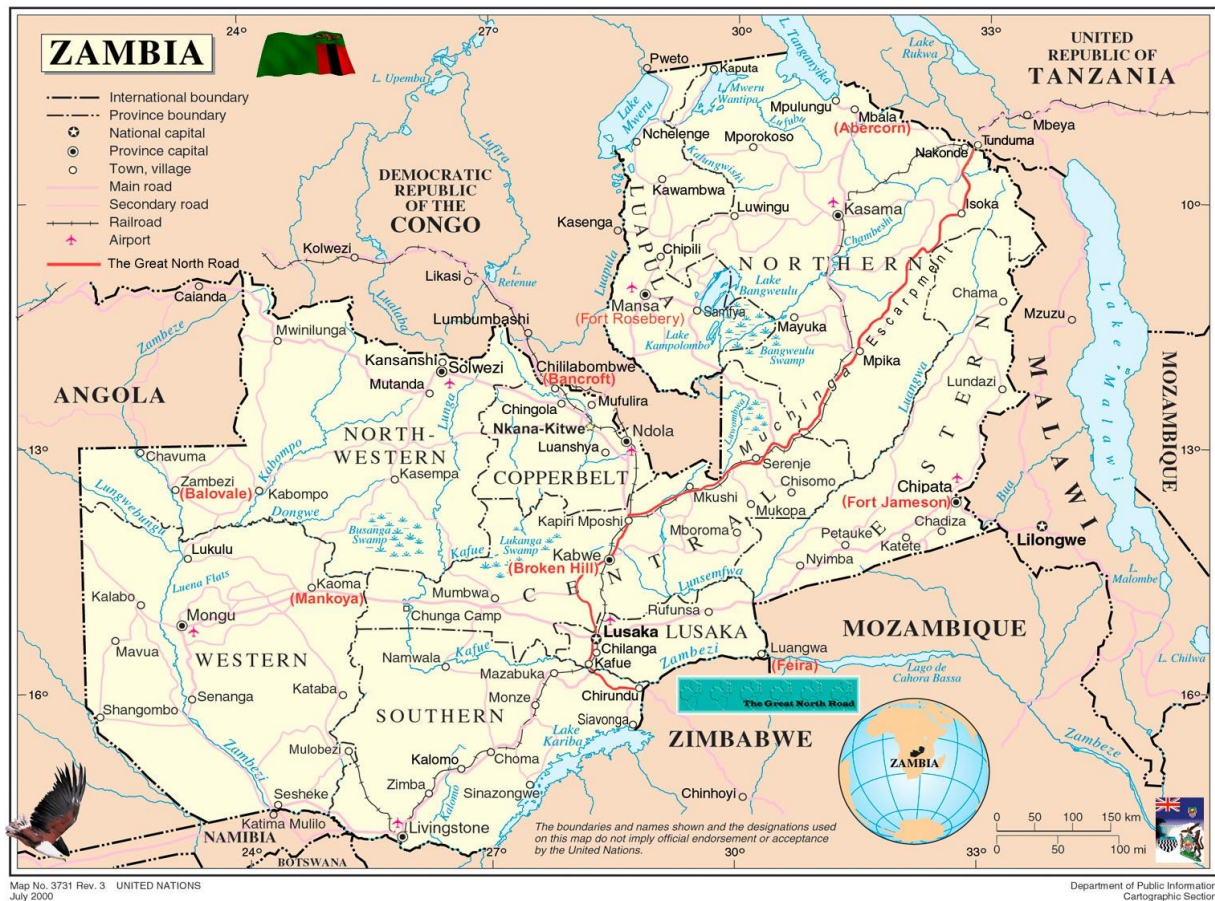 ZAMBIA
International boundary
Province boundary
National capital
Province capital
Town, village
Main road
Secondary road
Railroad
Airport
The Great North Road
24°
27°
30°
33°
UNITED
REPUBLIC OF
TANZANIA
Lake
Rukwa
Lake
Tanganyika
L. Upemba
Lufira
Pweto
Kaputa
L. Mweru
Wantipa
Lake
Mweru
Mpulungu
Mbala
(Abercorn)
Lufubu
Mbeya
Tunduma
Nakonde
Nchelenge
Mporokoso
Kalungwishi
DEMOCRATIC
REPUBLIC
OF THE
CONGO
LUAPULA
Kawambwa
Luwingu
Kasama
Isoka
10°
Chambeshi
Kasenga
Chipili
NORTHERN
Kolwezi
Likasi
L.
Retenue
Luapula
Lualaba
Lake
Bangweulu
Mansa
(Fort Rosebery)
Samfya
Chama
Caianda
Zambeze
Mwinilunga
Lumbumbashi
Mayuka
Lake
Kampolombo
Bangweulu
Swamp
Muchinga Escarpment
Mpika
Mzuzu
Lake Malawi
Kansanshi
Solwezi
Mutanda
Chililabombwe
(Bancroft)
Mufulira
Chingola
Nkana-Kitwe
Luanshya
Ndola
Lunga
Luwombwa
Luangwa
Lundazi
MALAWI
MOZAMBIQUE
ANGOLA
NORTH-
WESTERN
Kabompo
COPPERBELT
EASTERN
13°
13°
Chavuma
Zambezi
(Balovale)
Kabompo
Kasempa
Serenje
Chisomo
Mkushi
Mukopa
Chipata
(Fort Jameson)
Bua
Lungwebungu
Dongwe
Busanga
Swamp
Lukanga
Swamp
Kafue
Kapiri Mposhi
Mboroma
Petauke
Katete
Chadiza
Lilongwe
Lukulu
Kabwe
(Broken Hill)
Nyimba
CENTRAL
Lunsemfwa
L.
Malombe
Luena Flats
Kaoma
(Mankoya)
Mumbwa
Chunga Camp
Rufunsa
Kalabo
Mongu
Lusaka
LUSAKA
MOZAMBIQUE
Mavua
WESTERN
Namwala
Kafue
Chilanga
Kafue
Zambezi
Luangwa
(Feira)
Lago de
Cahora Bassa
L. Chilwa
Mazabuka
Chirundu
16°
16°
Senanga
Kataba
Monze
The Great North Road
Shangombo
SOUTHERN
Siavonga
Lake
Kariba
ZIMBABWE
Zambeze
Zambezi
Mulobezi
Kalomo
Choma
ZAMBIA
Zimba
Kalomo
Sinazongwe
Chinhoyi
Sesheke
Katima Mulilo
Livingstone
NAMIBIA
BOTSWANA
The boundaries and names shown and the designations used
on this map do not imply official endorsement or acceptance
by the United Nations.
0 50 100 150 km
0 50 100 mi
24°
27°
30°
33°
Map No. 3731 Rev. 3 UNITED NATIONS
July 2000
Department of Public Information
Cartographic Section